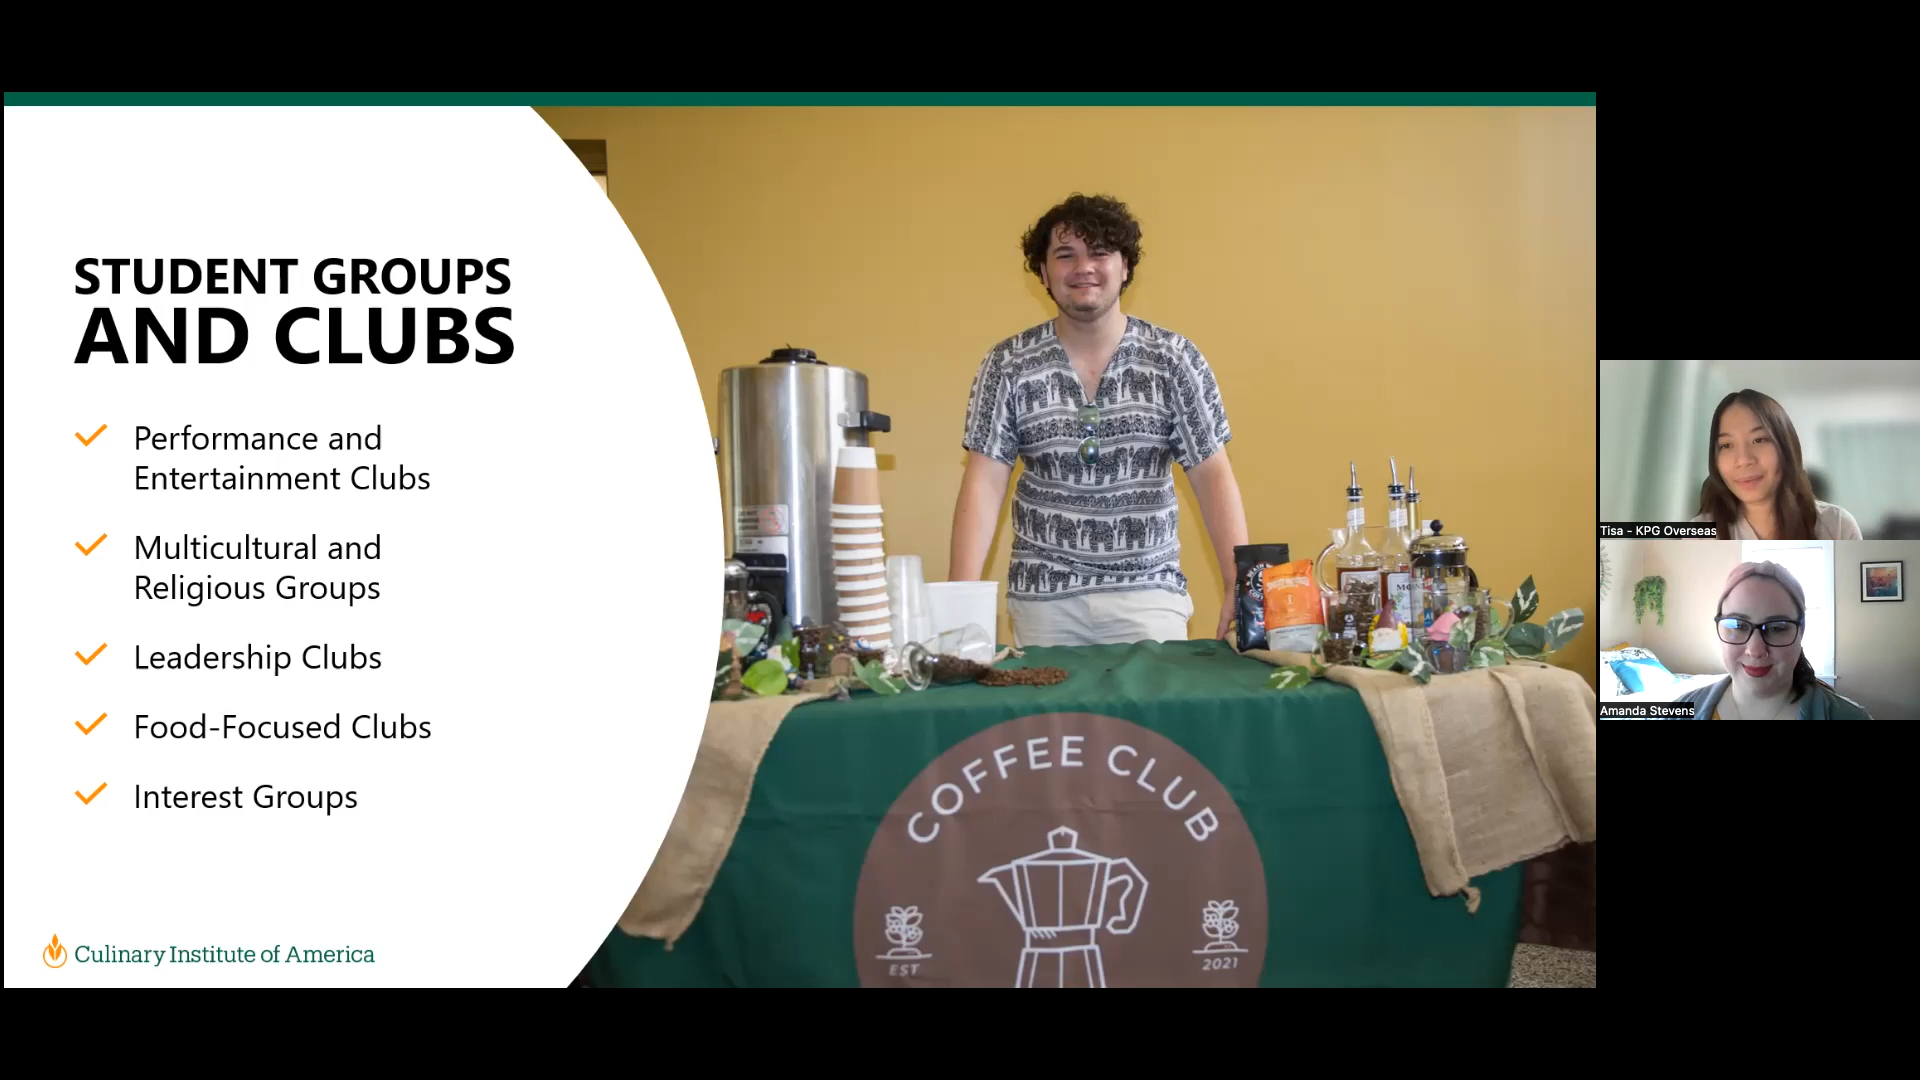 STUDENT GROUPS
AND CLUBS
Performance and
Entertainment Clubs
Multicultural and
Religious Groups
Leadership Clubs
Food-Focused Clubs
Interest Groups
Culinary Institute of America
COFFEE CLUB
EST
2021
Tisa - KPG Overseas
Amanda Stevens